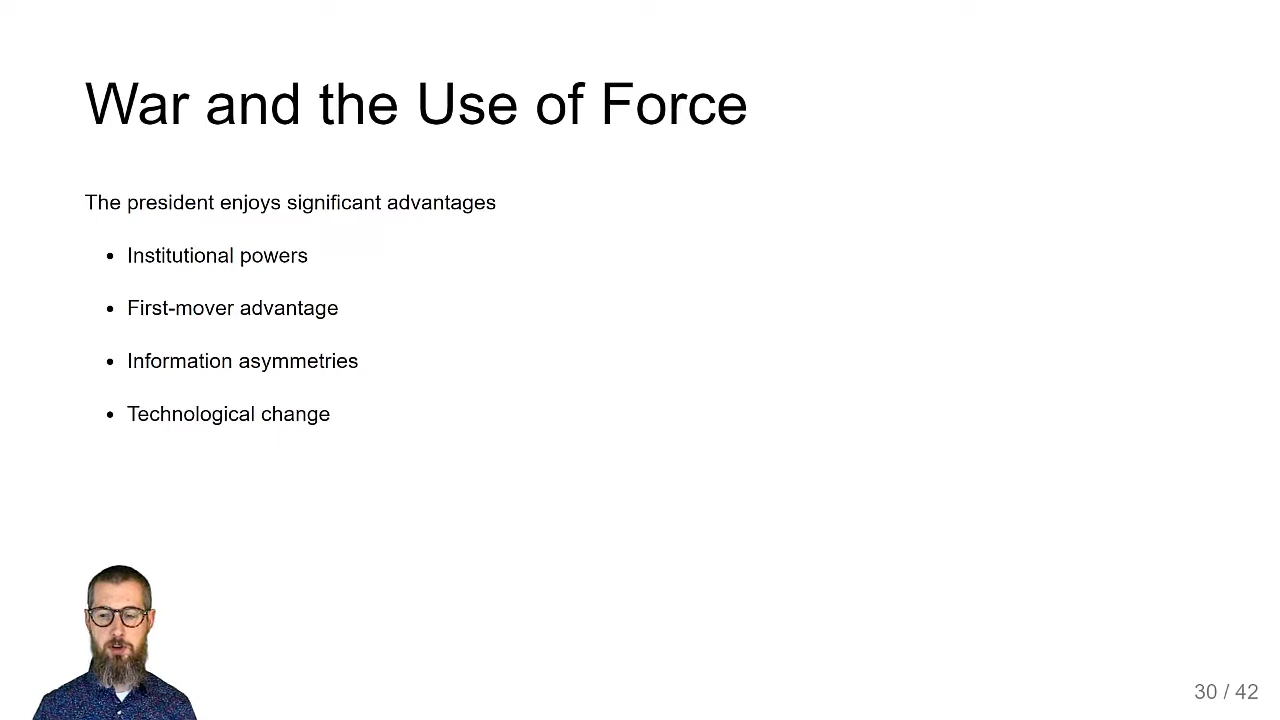 War and the Use of Force
The president enjoys significant advantages
• Institutional powers
• First-mover advantage
• Information asymmetries
• Technological change
30 / 42